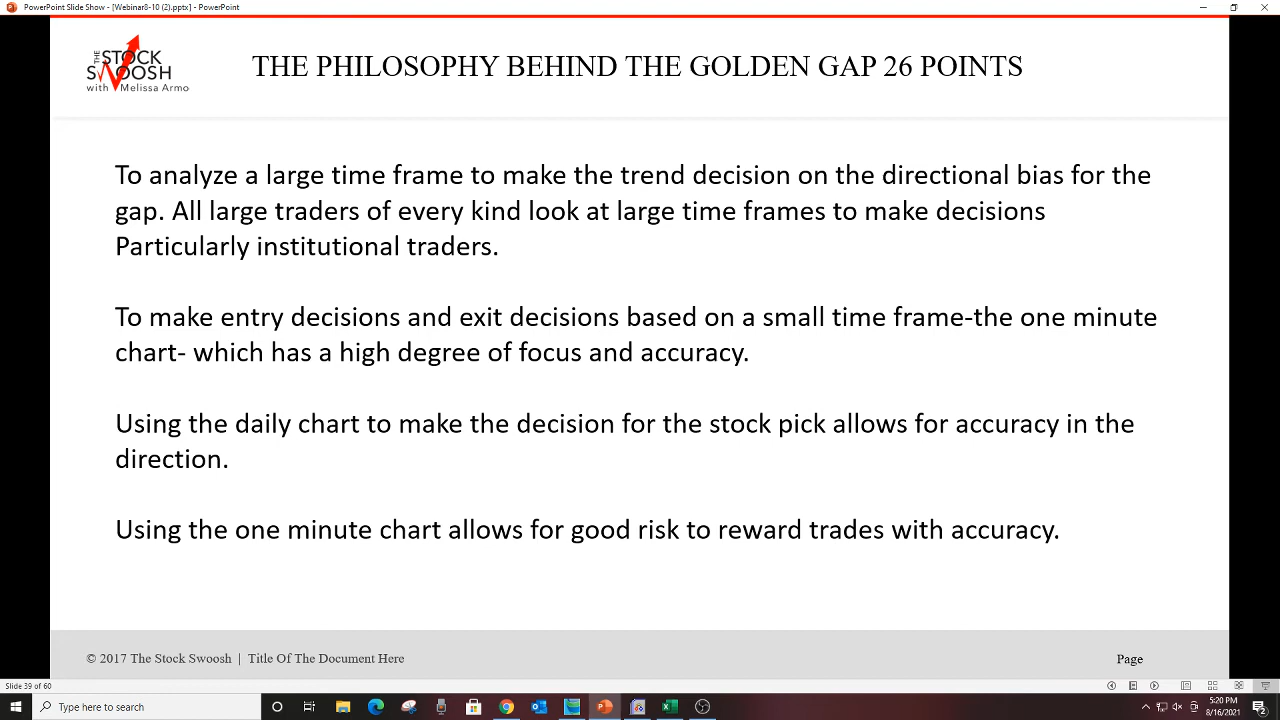 PowerPoint Slide Show - [Webinar8-10 (2).pptx] - PowerPoint
THE STOCK
SWOOSH
with Melissa Armo
THE PHILOSOPHY BEHIND THE GOLDEN GAP 26 POINTS
To analyze a large time frame to make the trend decision on the directional bias for the
gap. All large traders of every kind look at large time frames to make decisions
Particularly institutional traders.
To make entry decisions and exit decisions based on a small time frame-the one minute
chart- which has a high degree of focus and accuracy.
Using the daily chart to make the decision for the stock pick allows for accuracy in the
direction.
Using the one minute chart allows for good risk to reward trades with accuracy.
© 2017 The Stock Swoosh | Title Of The Document Here
Page
Slide 39 of 60
Type here to search
5:20 PM
8/16/2021